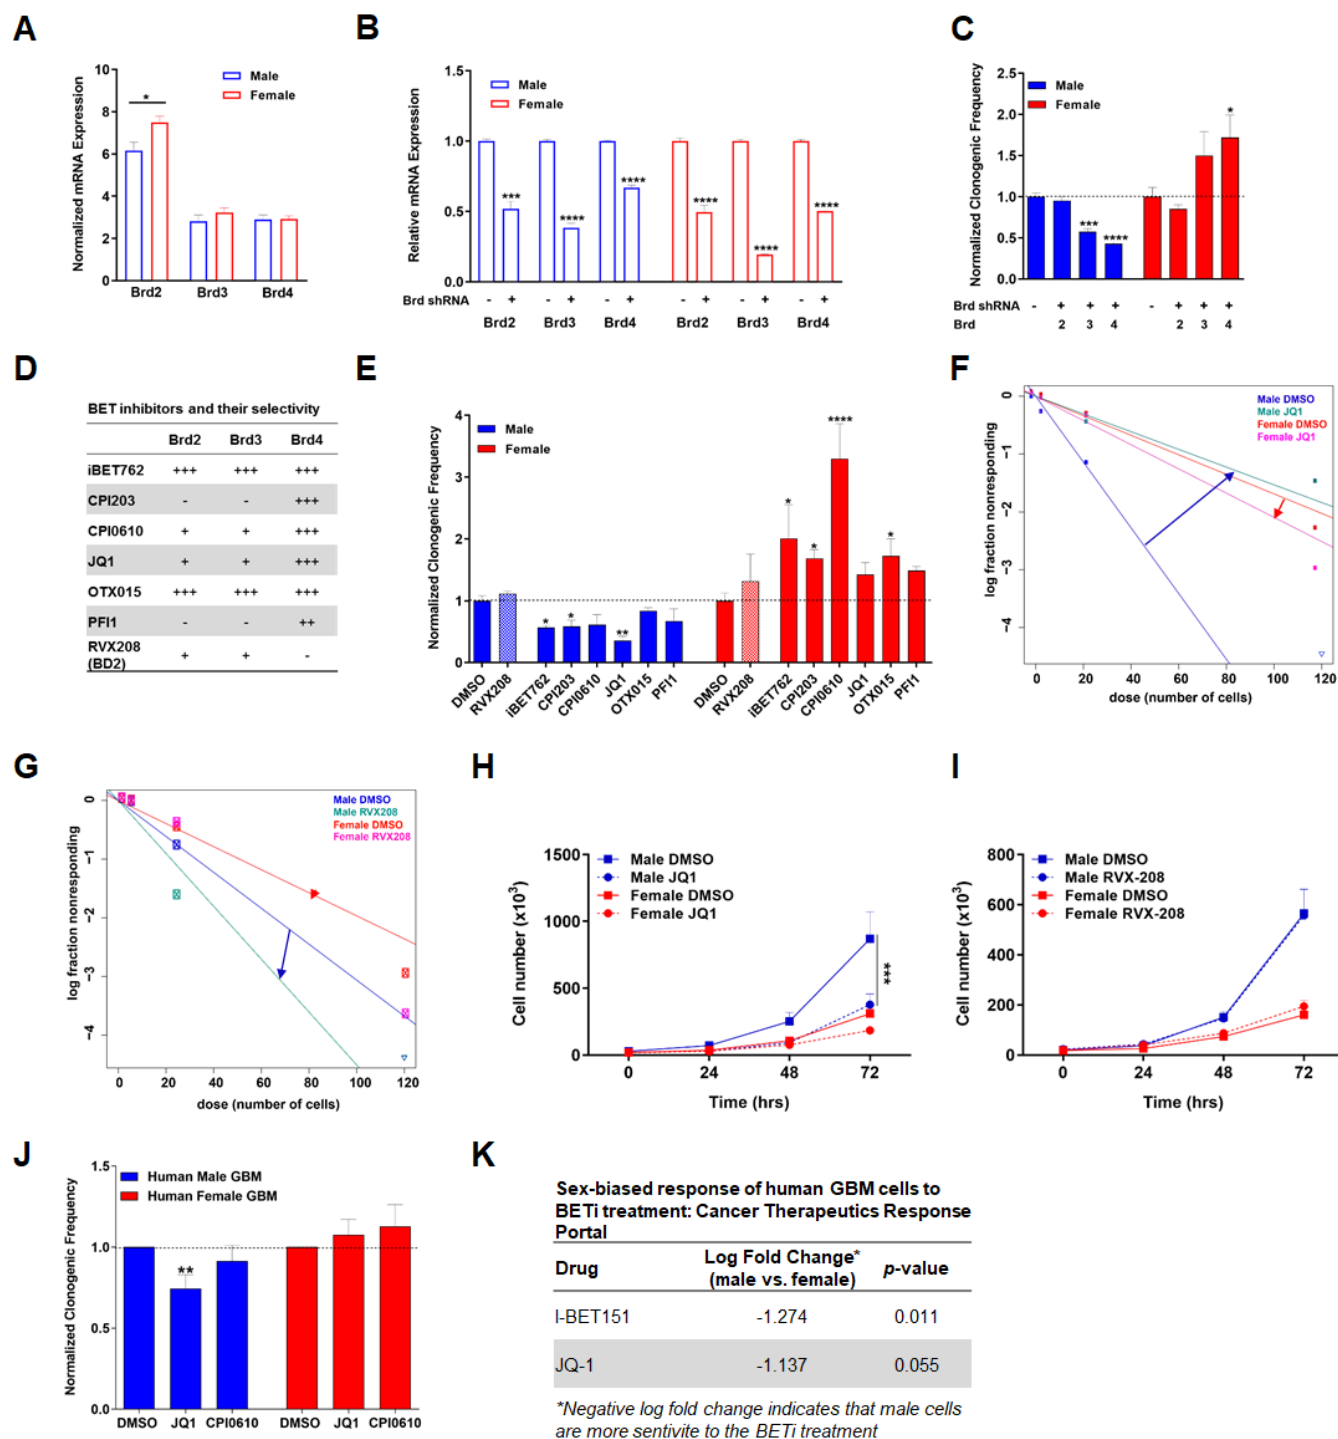 A
Normalized mRNA Expression
10
8
6
4
2
0
Male
Female
*
Brd2 Brd3 Brd4
B
Relative mRNA Expression
1.5
1.0
0.5
0.0
Male
Female
*** **** **** **** **** ****
Brd shRNA - + - + - + - + - + - +
Brd2 Brd3 Brd4 Brd2 Brd3 Brd4
C
Normalized Clonogenic Frequency
2.5
2.0
1.5
1.0
0.5
0.0
Male
Female
*** **** *
Brd shRNA - + + + - + + +
Brd 2 3 4 2 3 4
D
BET inhibitors and their selectivity
Brd2 Brd3 Brd4
iBET762 +++ +++ +++
CPI203 - - +++
CPI0610 + + +++
JQ1 + + +++
OTX015 +++ +++ +++
PFI1 - - ++
RVX208
(BD2) + + -
E
Normalized Clonogenic Frequency
4
3
2
1
0
Male
Female
* * ** * * **** *
DMSO RVX208 iBET762 CPI203 CPI0610 JQ1 OTX015 PFI1 DMSO RVX208 iBET762 CPI203 CPI0610 JQ1 OTX015 PFI1
F
log fraction nonresponding
0
-1
-2
-3
-4
Male DMSO
Male JQ1
Female DMSO
Female JQ1
0 20 40 60 80 100 120
dose (number of cells)
G
log fraction nonresponding
0
-1
-2
-3
-4
Male DMSO
Male RVX208
Female DMSO
Female RVX208
0 20 40 60 80 100 120
dose (number of cells)
H
Cell number (x10³)
1500
1000
500
0
Male DMSO
Male JQ1
Female DMSO
Female JQ1
***
0 24 48 72
Time (hrs)
I
Cell number (x10³)
800
600
400
200
0
Male DMSO
Male RVX-208
Female DMSO
Female RVX-208
0 24 48 72
Time (hrs)
J
Normalized Clonogenic Frequency
1.5
1.0
0.5
0.0
Human Male GBM
Human Female GBM
**
DMSO JQ1 CPI0610 DMSO JQ1 CPI0610
K
Sex-biased response of human GBM cells to
BETi treatment: Cancer Therapeutics Response
Portal
Drug Log Fold Change* (male vs. female) p-value
I-BET151 -1.274 0.011
JQ-1 -1.137 0.055
*Negative log fold change indicates that male cells
are more sentivite to the BETi treatment